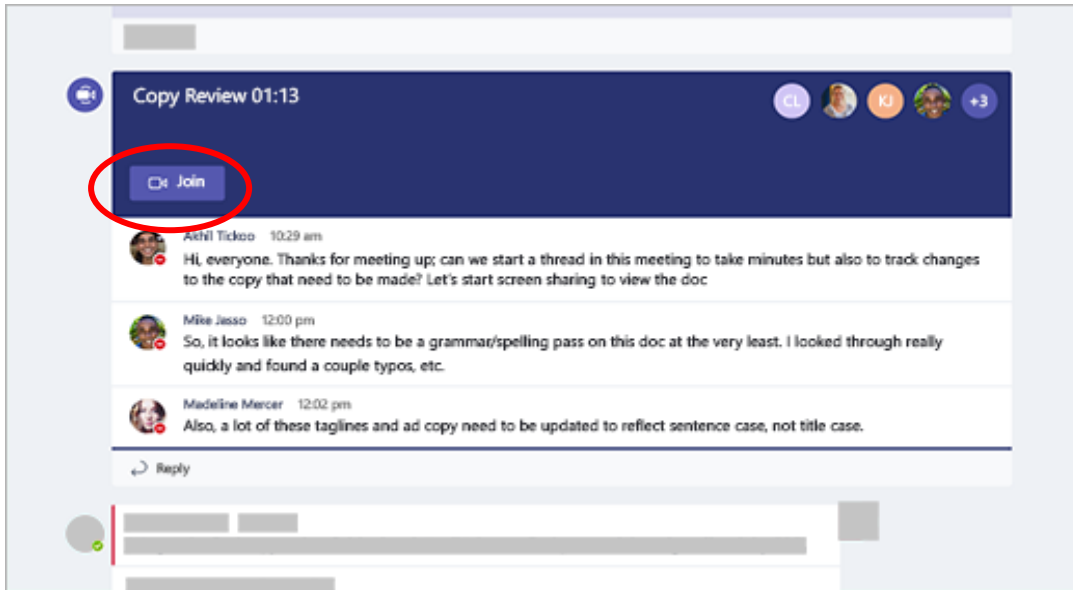 Copy Review 01:13
CL KJ +3
Join
Akhil Tickoo 10:29 am
Hi, everyone. Thanks for meeting up; can we start a thread in this meeting to take minutes but also to track changes
to the copy that need to be made? Let's start screen sharing to view the doc
Mike Jasso 12:00 pm
So, it looks like there needs to be a grammar/spelling pass on this doc at the very least. I looked through really
quickly and found a couple typos, etc.
Madeline Mercer 12:02 pm
Also, a lot of these taglines and ad copy need to be updated to reflect sentence case, not title case.
Reply